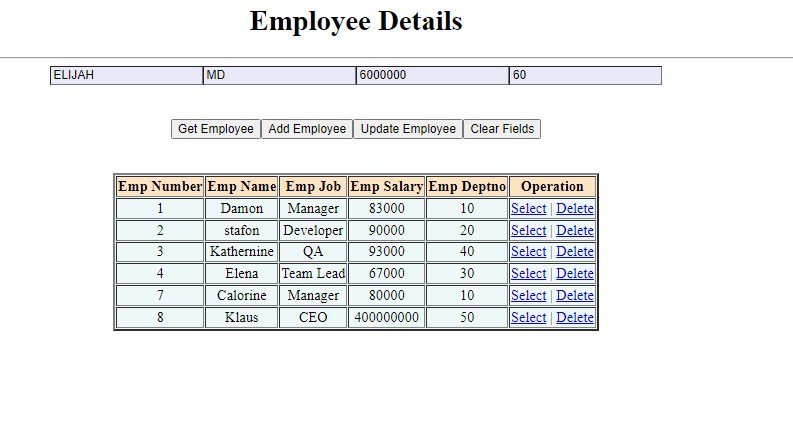 Employee Details
ELIJAH MD 6000000 60
Get Employee Add Employee Update Employee Clear Fields
Emp Number Emp Name Emp Job Emp Salary Emp Deptno Operation
1 Damon Manager 83000 10 Select | Delete
2 stafon Developer 90000 20 Select | Delete
3 Kathernine QA 93000 40 Select | Delete
4 Elena Team Lead 67000 30 Select | Delete
7 Calorine Manager 80000 10 Select | Delete
8 Klaus CEO 400000000 50 Select | Delete